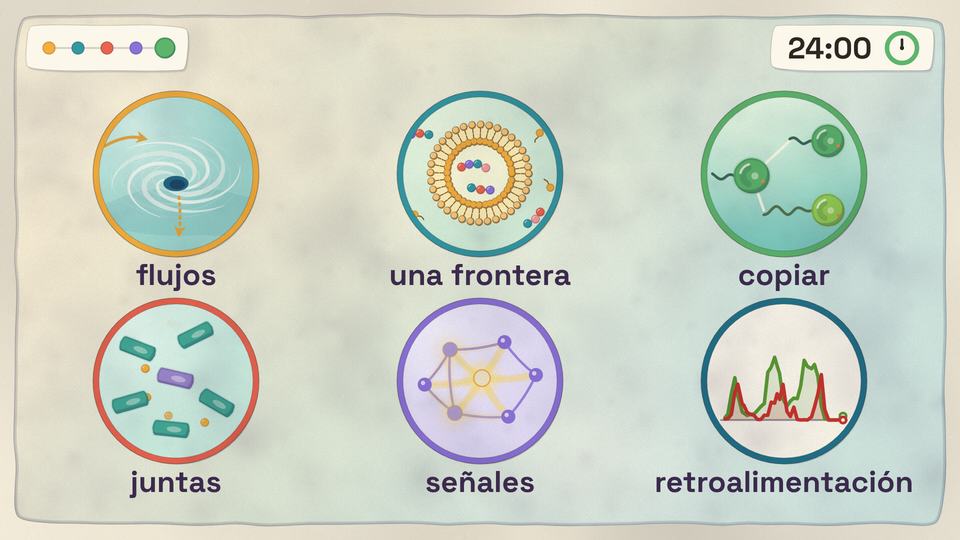 24:00
flujos
una frontera
copiar
juntas
señales
retroalimentación